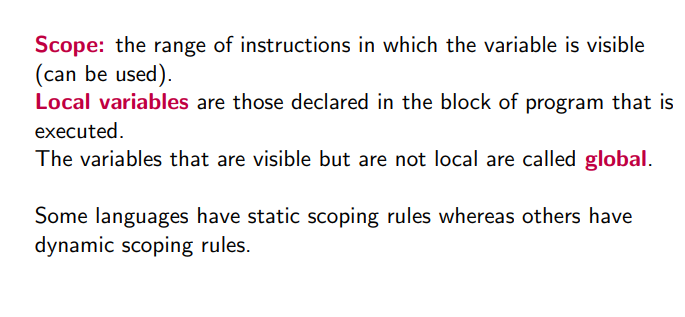 Scope: the range of instructions in which the variable is visible
(can be used).
Local variables are those declared in the block of program that is
executed.
The variables that are visible but are not local are called global.
Some languages have static scoping rules whereas others have
dynamic scoping rules.